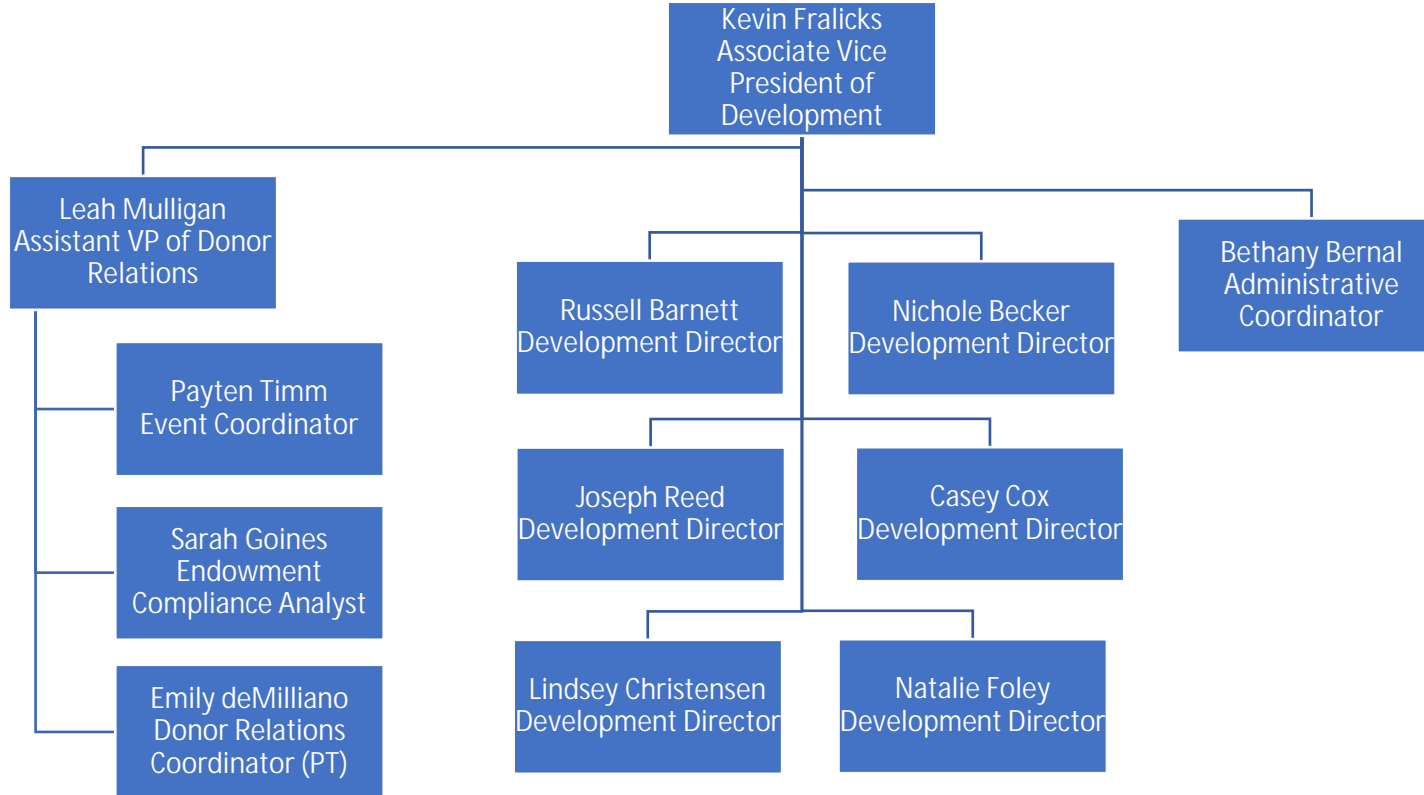 Kevin Fralicks
Associate Vice
President of
Development
Leah Mulligan
Assistant VP of Donor
Relations
Bethany Bernal
Administrative
Coordinator
Russell Barnett
Development Director
Nichole Becker
Development Director
Payten Timm
Event Coordinator
Joseph Reed
Development Director
Casey Cox
Development Director
Sarah Goines
Endowment
Compliance Analyst
Lindsey Christensen
Development Director
Natalie Foley
Development Director
Emily deMilliano
Donor Relations
Coordinator (PT)